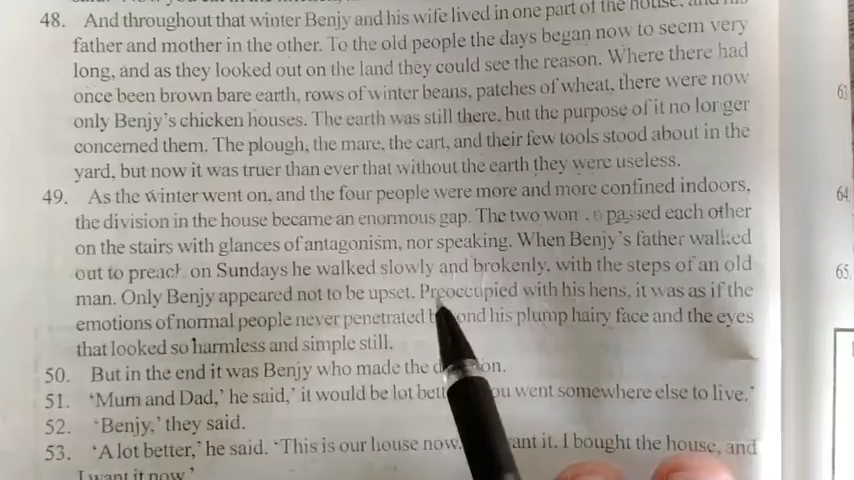 48. And throughout that winter Benjy and his wife lived in one part of the house, and his
father and mother in the other. To the old people the days began now to seem very
long, and as they looked out on the land they could see the reason. Where there had
once been brown bare earth, rows of winter beans, patches of wheat, there were now
only Benjy's chicken houses. The earth was still there, but the purpose of it no longer
concerned them. The plough, the mare, the cart, and their few tools stood about in the
yard, but now it was truer than ever that without the earth they were useless.
49. As the winter went on, and the four people were more and more confined indoors,
the division in the house became an enormous gap. The two passed each other
on the stairs with glances of antagonism, nor speaking. When Benjy's father walked
out to preach on Sundays he walked slowly and brokenly, with the steps of an old
man. Only Benjy appeared not to be upset. Preoccupied with his hens, it was as if the
emotions of normal people never penetrated his plump hairy face and the eyes
that looked so harmless and simple still.
50. But in the end it was Benjy who made the
51. ‘Mum and Dad,’ he said,’ it would be lot went somewhere else to live.’
52. ‘Benjy,’ they said.
53. ‘A lot better,’ he said. ‘This is our house now. it. I bought the house, and
I want it now.’
63
64
65.